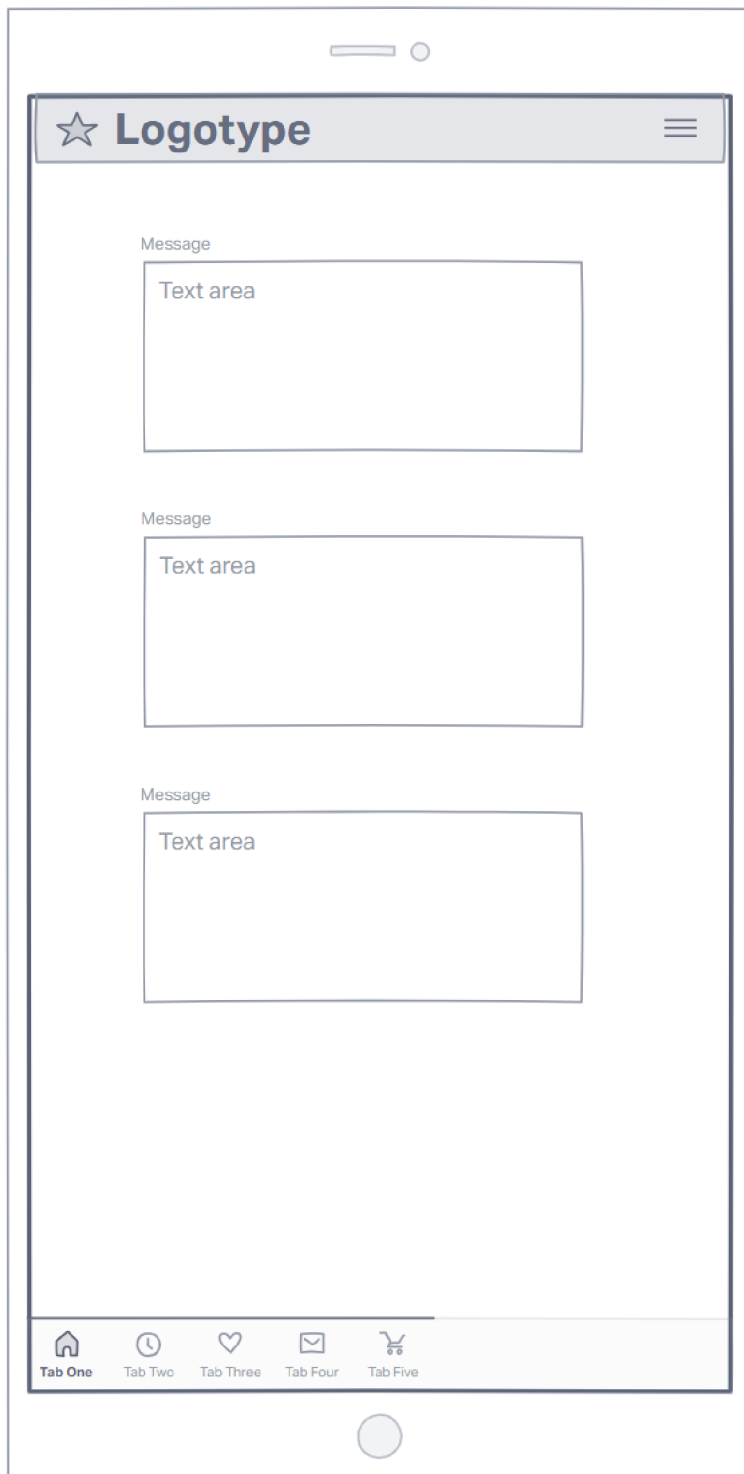 Logotype
Message
Text area
Message
Text area
Message
Text area
Tab One Tab Two Tab Three Tab Four Tab Five